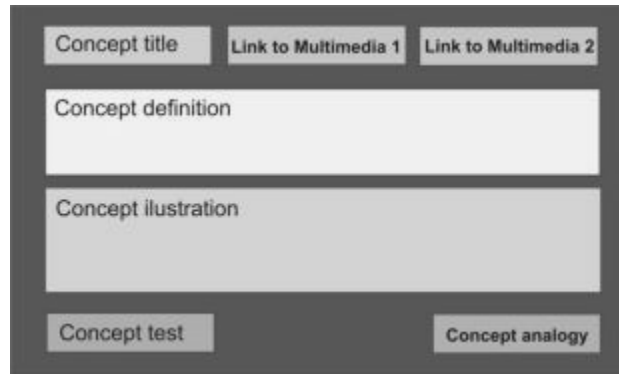 Concept title
Link to Multimedia 1
Link to Multimedia 2
Concept definition
Concept ilustration
Concept test
Concept analogy